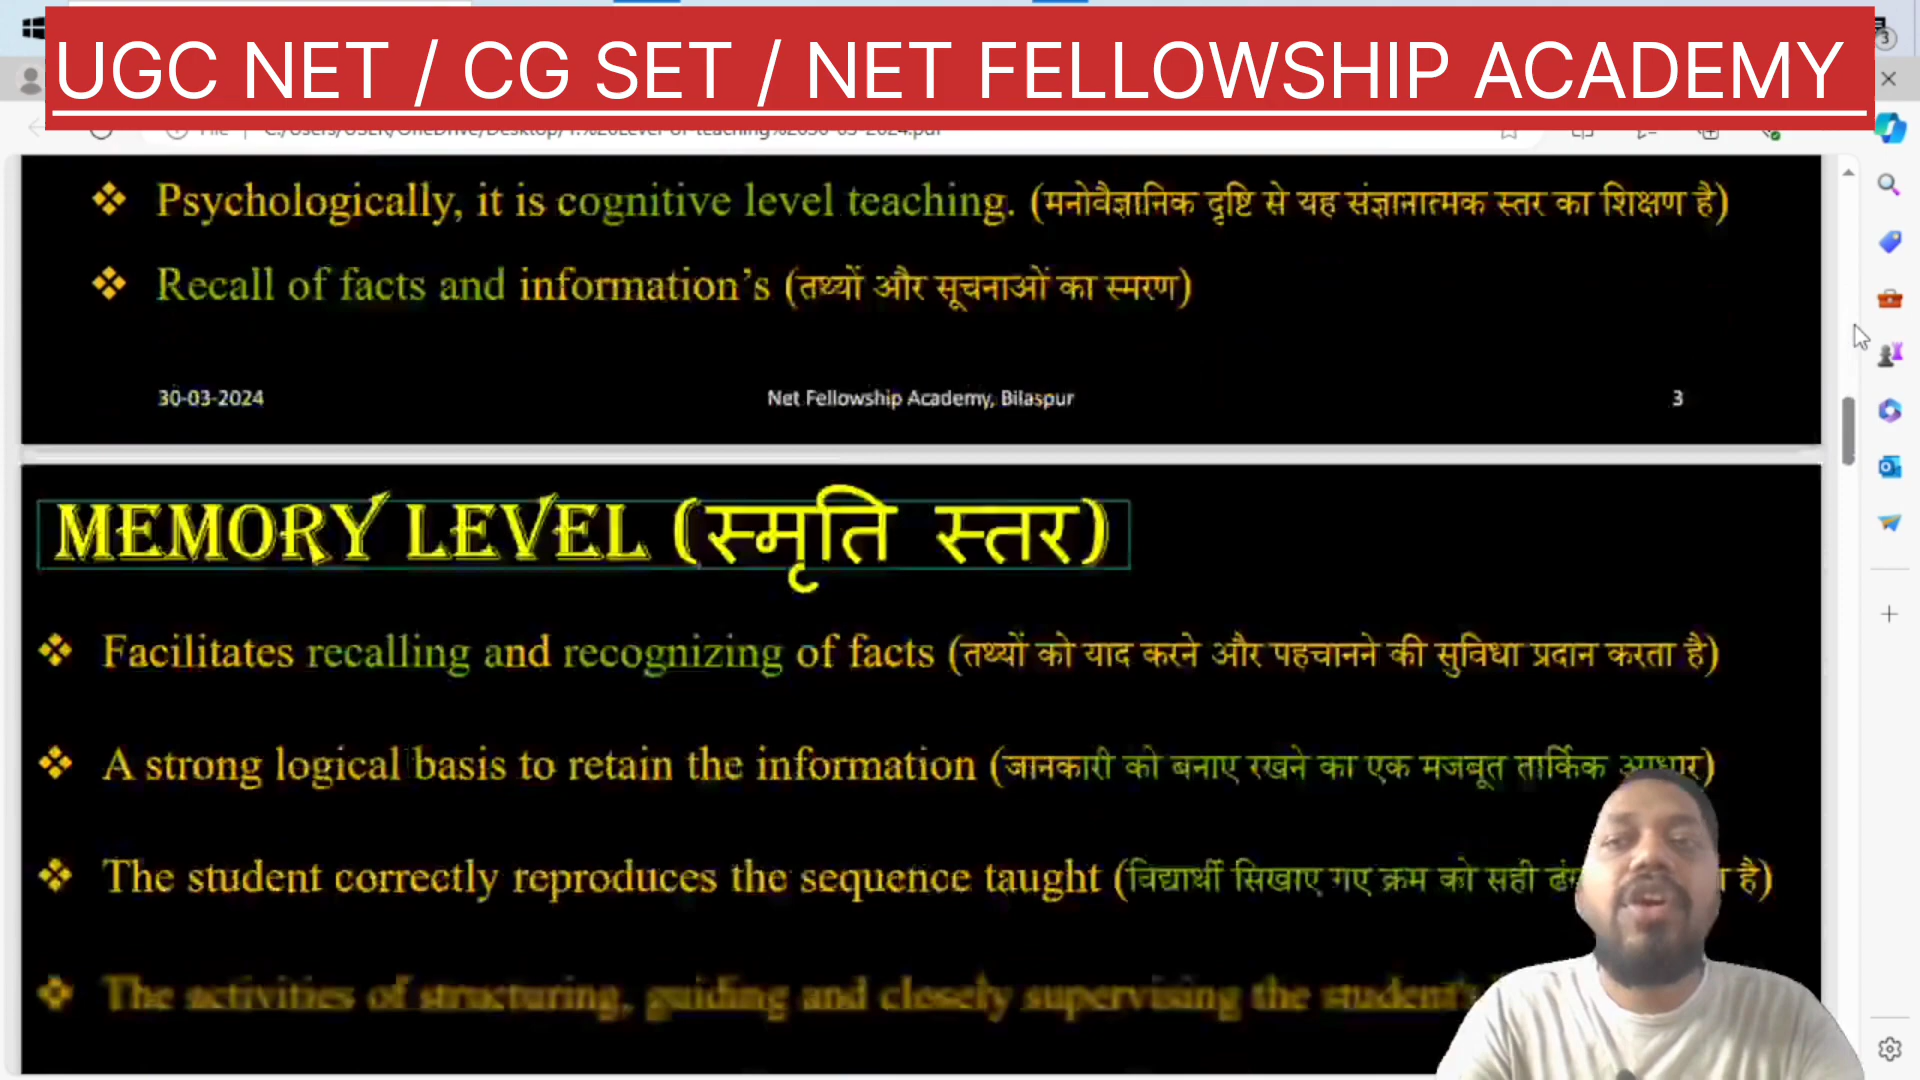 UGC NET / CG SET / NET FELLOWSHIP ACADEMY
3
❖ Psychologically, it is cognitive level teaching. (मनोवैज्ञानिक दृष्टि से यह संज्ञानात्मक स्तर का शिक्षण है)
❖ Recall of facts and information’s (तथ्यों और सूचनाओं का स्मरण)
30-03-2024 Net Fellowship Academy, Bilaspur 3
MEMORY LEVEL (स्मृति स्तर)
❖ Facilitates recalling and recognizing of facts (तथ्यों को याद करने और पहचानने की सुविधा प्रदान करता है)
❖ A strong logical basis to retain the information (जानकारी को बनाए रखने का एक मजबूत तार्किक आधार)
❖ The student correctly reproduces the sequence taught (विद्यार्थी सिखाए गए क्रम को सही है)
❖ The activities of structuring, guiding and closely supervising the student's